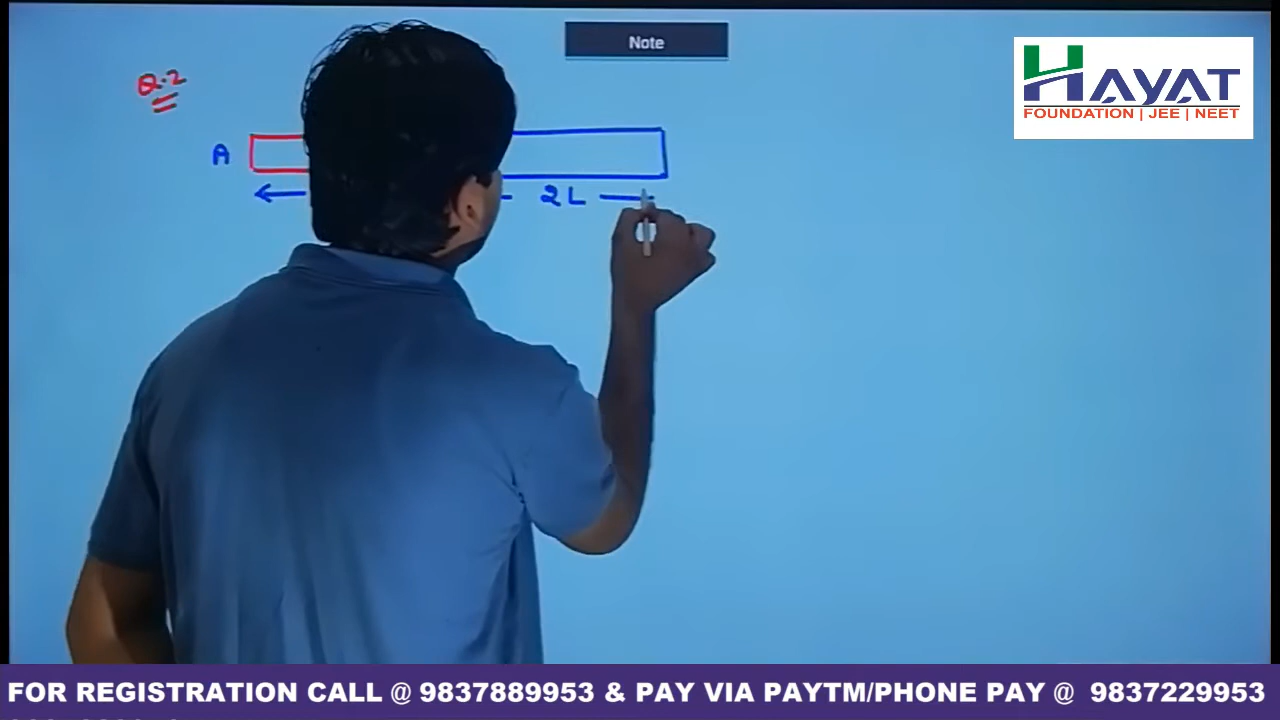 Note
HAYAT
FOUNDATION | JEE | NEET
Q.2
A
2L
FOR REGISTRATION CALL @ 9837889953 & PAY VIA PAYTM/PHONE PAY @ 9837229953